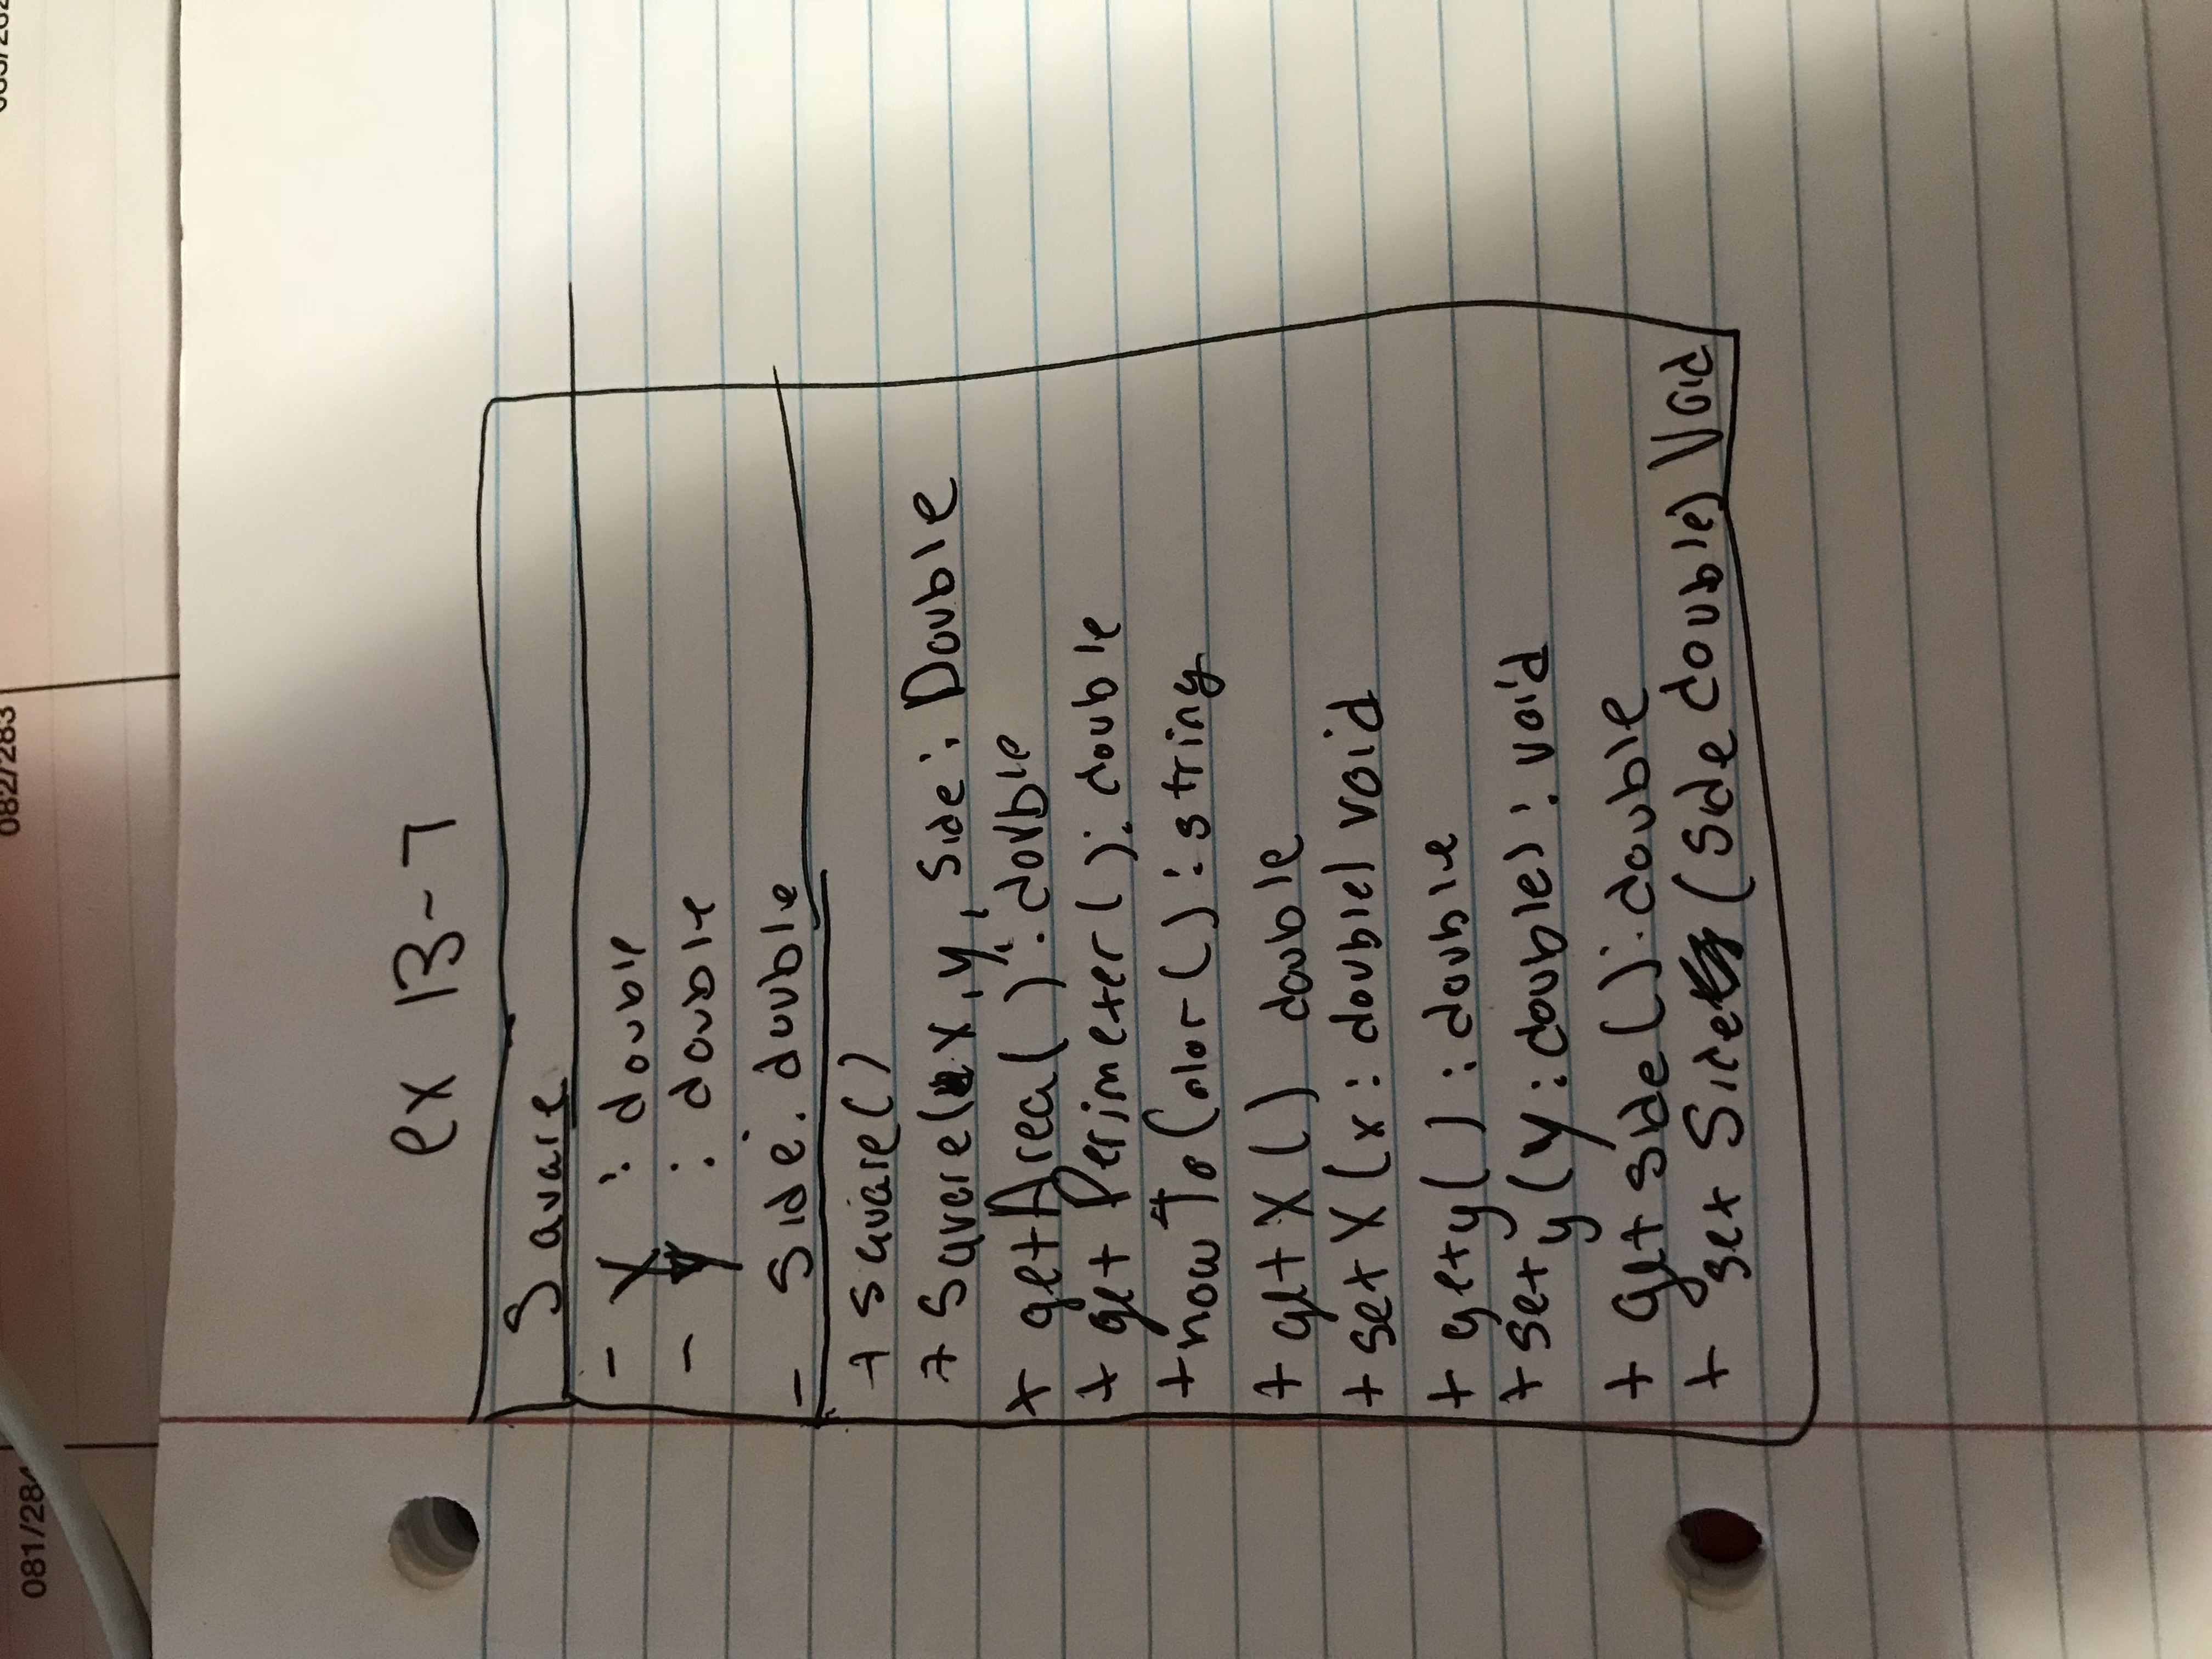 081/284
082/283
ex 13-7
Square
- X : double
- y : double
- Side: double
+ square()
+ Square(x, y, Side: Double
+ getArea( ) : double
+ get Perimeter(): double
+ howToColor() : string
+ get X () double
+ set X (x: double) void
+ gety( ) : double
+ sety (y: double) : void
+ get side(): double
+ set Side (side double) Void